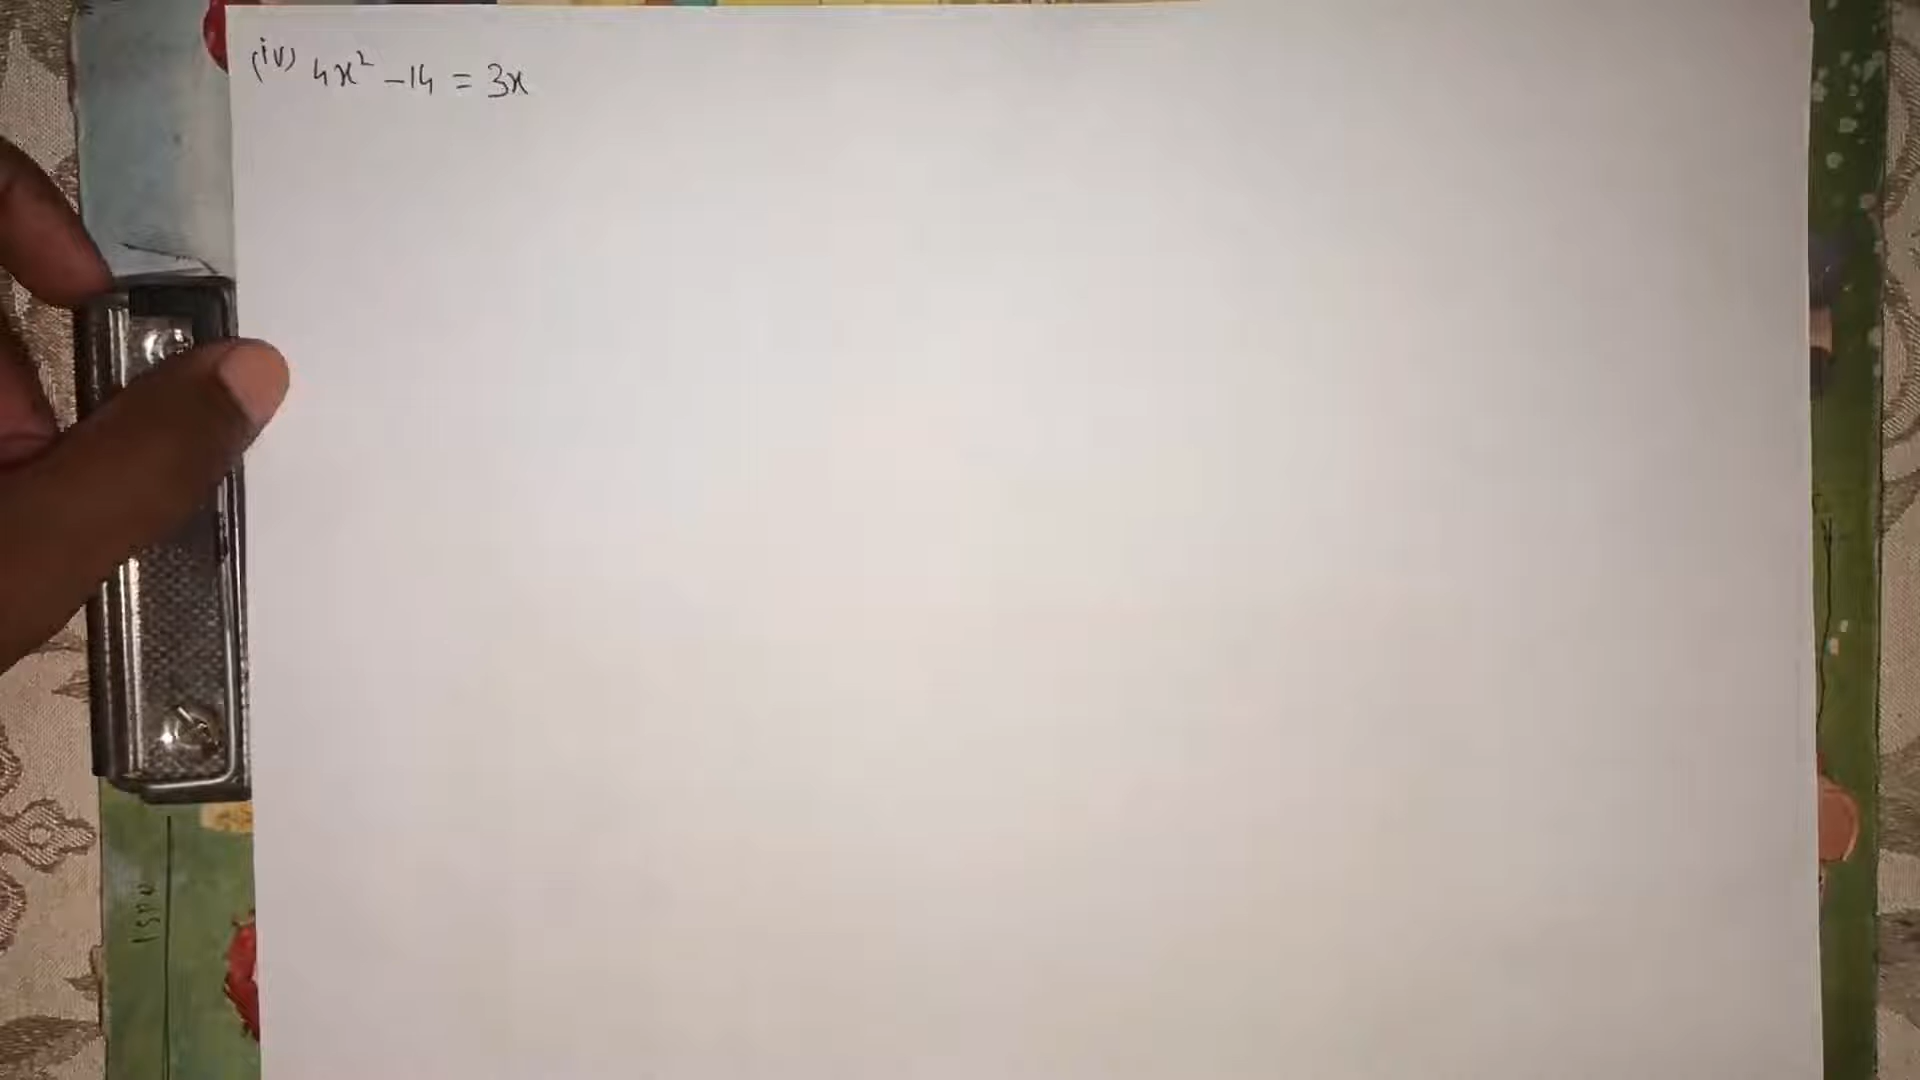 (iv) 4x² - 14 = 3x